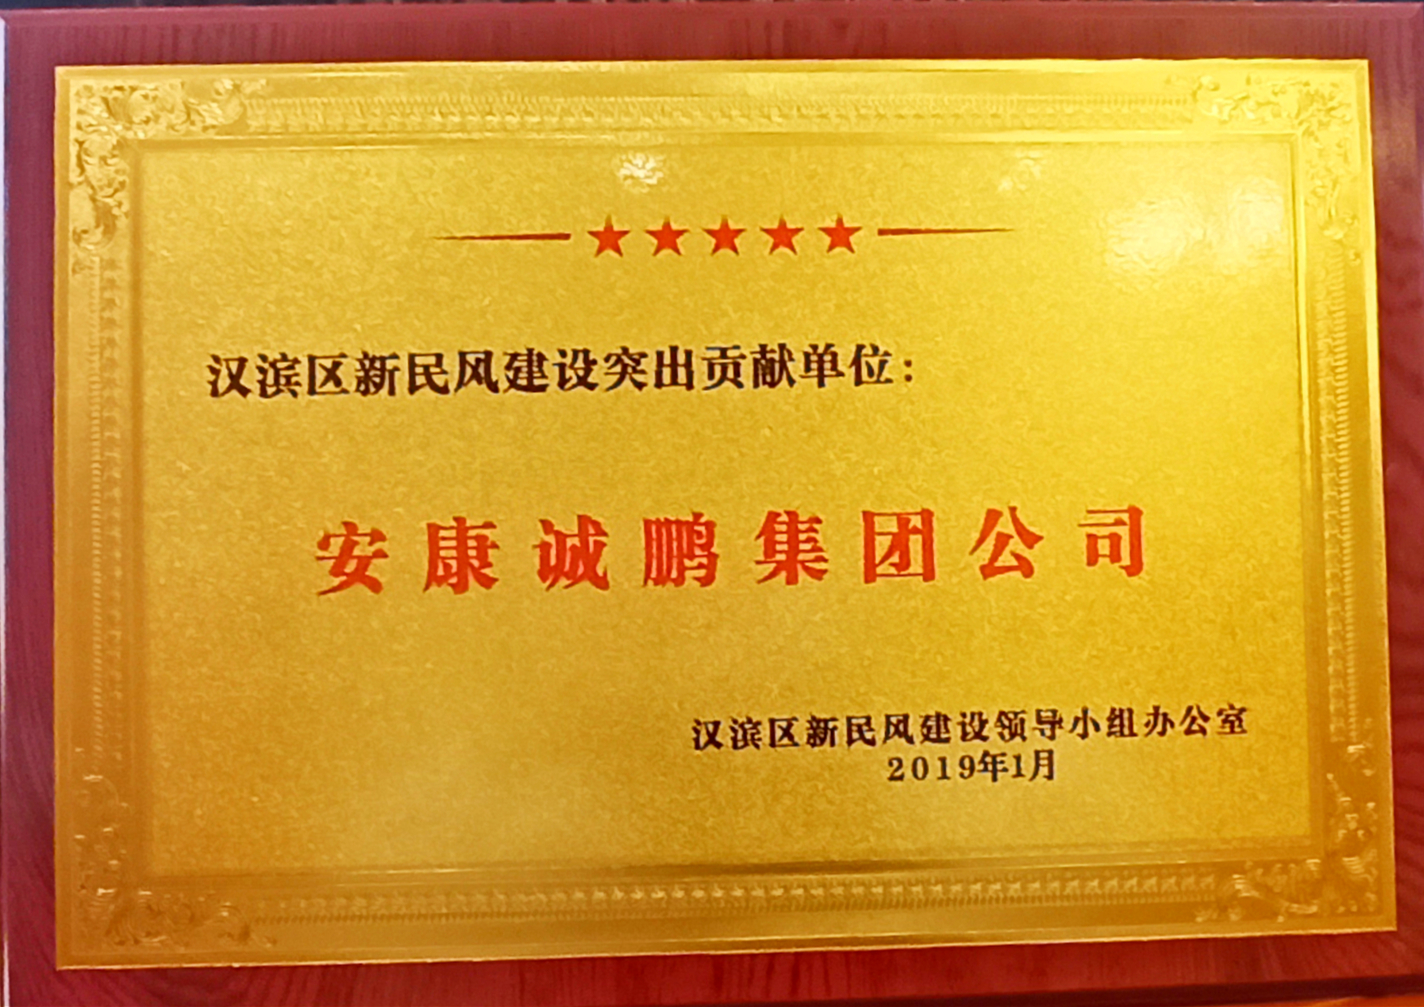 汉滨区新民风建设突出贡献单位：
安康诚鹏集团公司
汉滨区新民风建设领导小组办公室
2019年1月